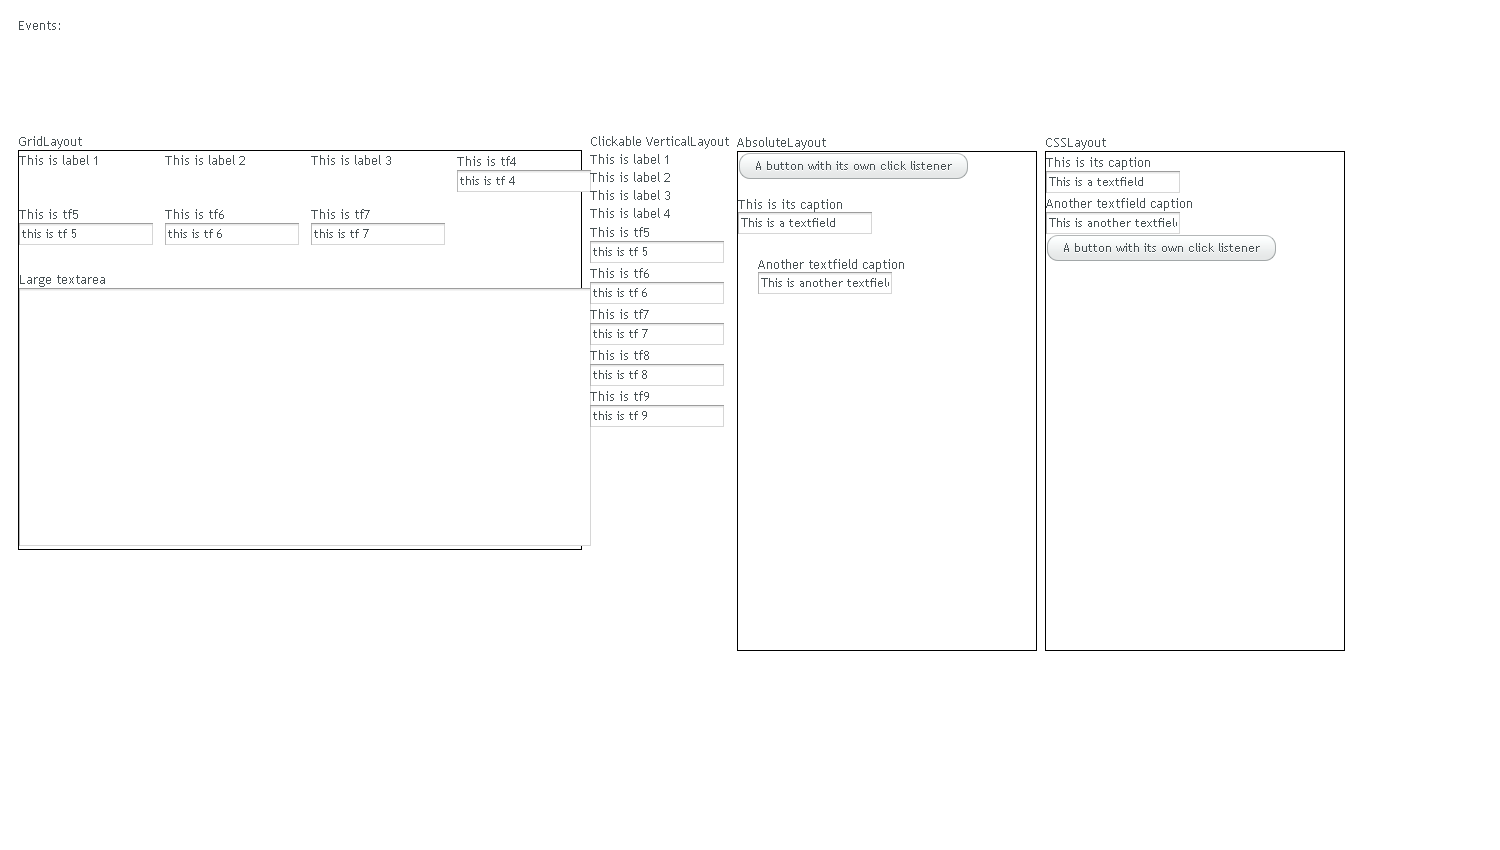 Events:
GridLayout
This is label 1
This is label 2
This is label 3
This is tf4
this is tf 4
This is tf5
This is tf6
This is tf7
this is tf 5
this is tf 6
this is tf 7
Large textarea
Clickable VerticalLayout
This is label 1
This is label 2
This is label 3
This is label 4
This is tf5
this is tf 5
This is tf6
this is tf 6
This is tf7
this is tf 7
This is tf8
this is tf 8
This is tf9
this is tf 9
AbsoluteLayout
A button with its own click listener
This is its caption
This is a textfield
Another textfield caption
This is another textfiel
CSSLayout
This is its caption
This is a textfield
Another textfield caption
This is another textfiel
A button with its own click listener